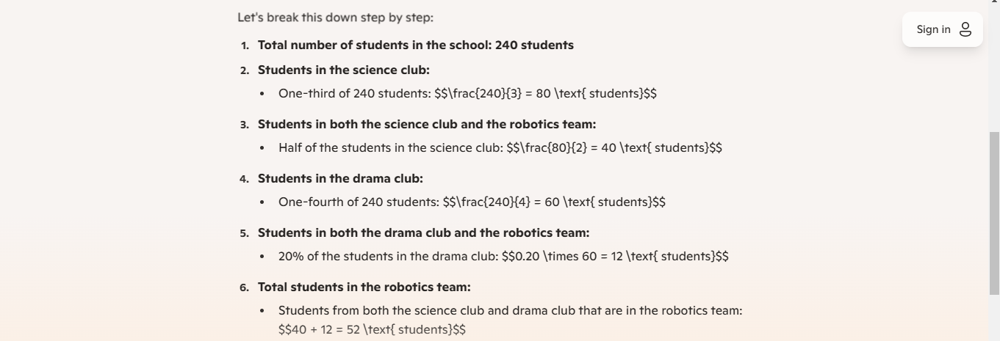 Let's break this down step by step:
Sign in
1. Total number of students in the school: 240 students
2. Students in the science club:
• One-third of 240 students: $$\frac{240}{3} = 80 \text{ students}$$
3. Students in both the science club and the robotics team:
• Half of the students in the science club: $$\frac{80}{2} = 40 \text{ students}$$
4. Students in the drama club:
• One-fourth of 240 students: $$\frac{240}{4} = 60 \text{ students}$$
5. Students in both the drama club and the robotics team:
• 20% of the students in the drama club: $$0.20 \times 60 = 12 \text{ students}$$
6. Total students in the robotics team:
• Students from both the science club and drama club that are in the robotics team:
$$40 + 12 = 52 \text{ students}$$